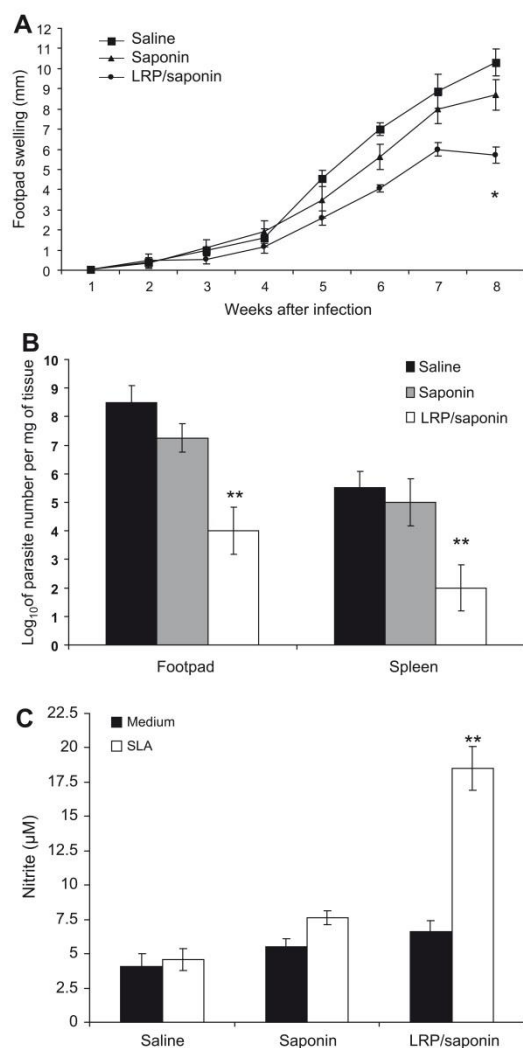 A
Saline
Saponin
LRP/saponin
Footpad swelling (mm)
12
11
10
9
8
7
6
5
4
3
2
1
0
*
1 2 3 4 5 6 7 8
Weeks after infection
B
Saline
Saponin
LRP/saponin
Log10 of parasite number per mg of tissue
10
9
8
7
6
5
4
3
2
1
0
**
**
Footpad Spleen
C
Medium
SLA
Nitrite (µM)
22.5
20
17.5
15
12.5
10
7.5
5
2.5
0
**
Saline Saponin LRP/saponin